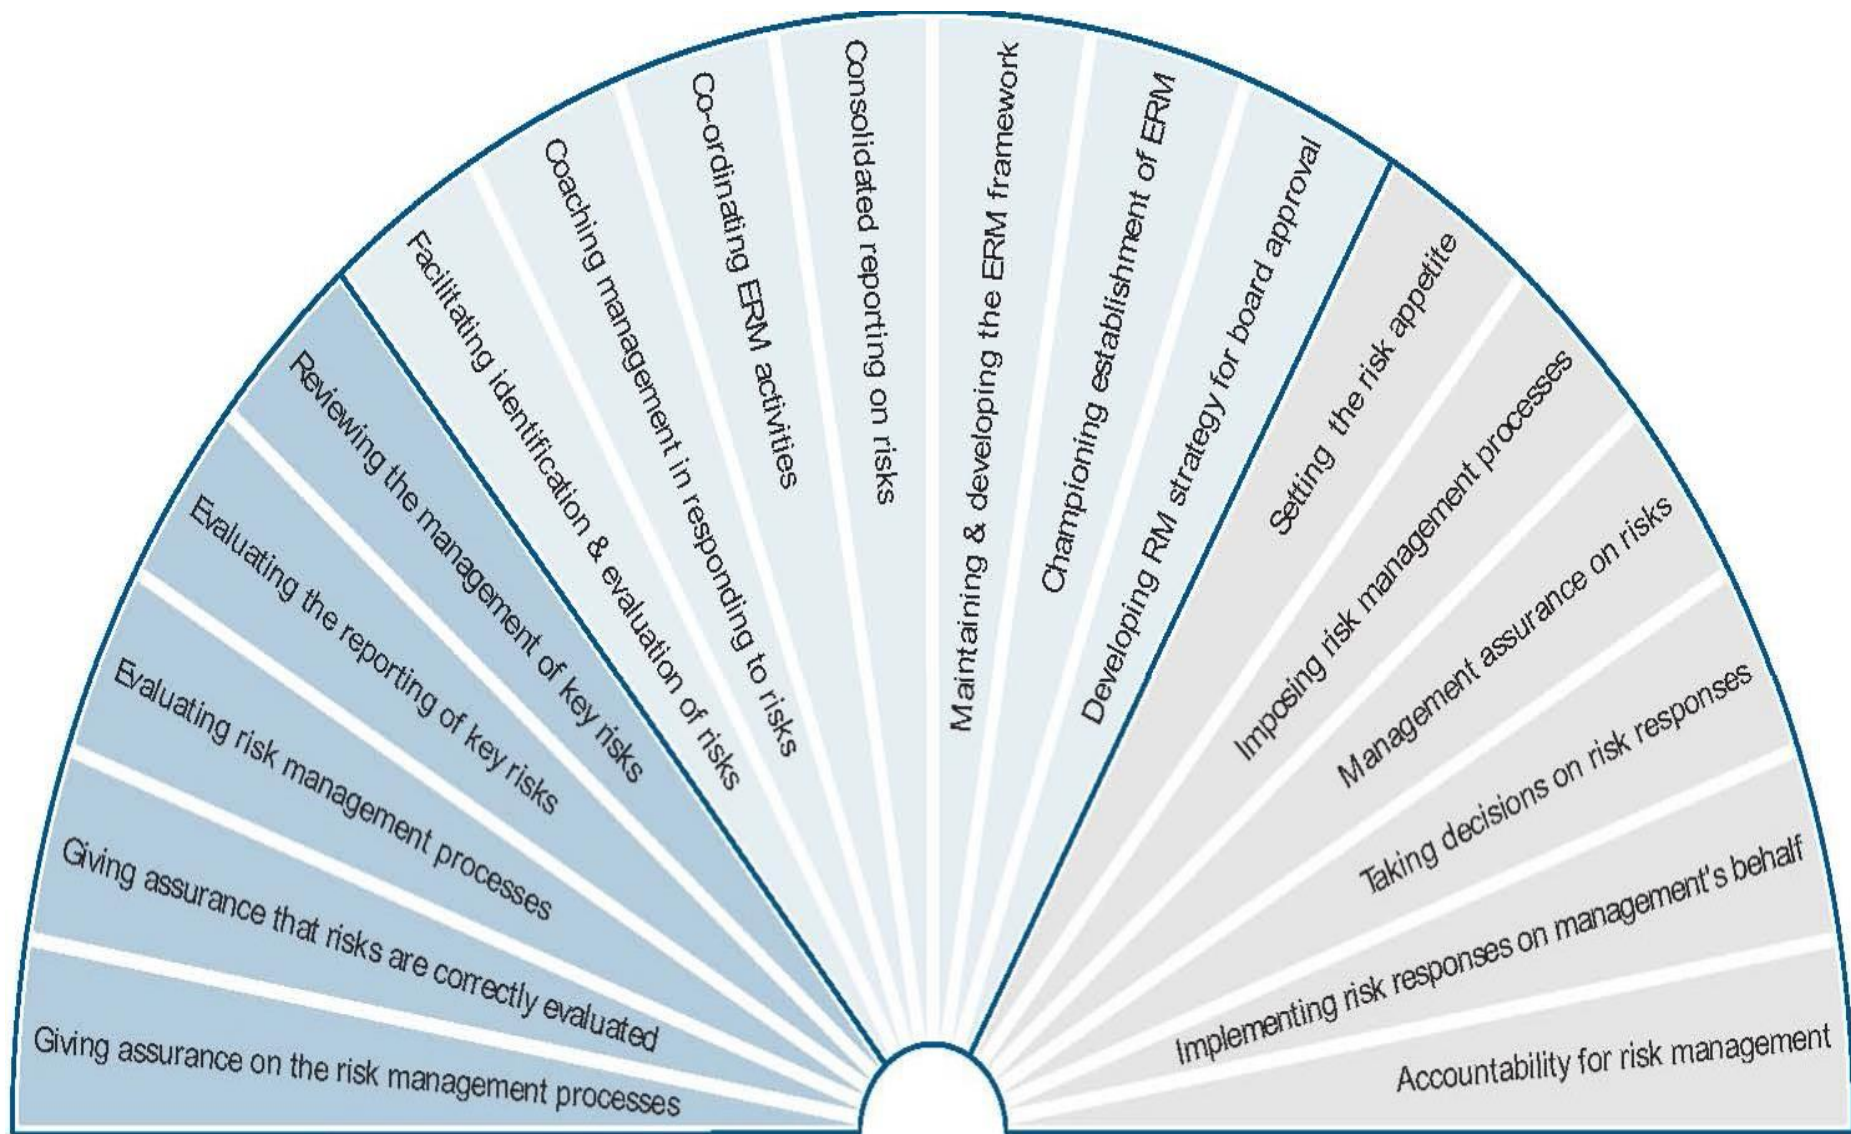 Giving assurance on the risk management processes
Giving assurance that risks are correctly evaluated
Evaluating risk management processes
Evaluating the reporting of key risks
Reviewing the management of key risks
Facilitating identification & evaluation of risks
Coaching management in responding to risks
Co-ordinating ERM activities
Consolidated reporting on risks
Maintaining & developing the ERM framework
Championing establishment of ERM
Developing RM strategy for board approval
Setting the risk appetite
Imposing risk management processes
Management assurance on risks
Taking decisions on risk responses
Implementing risk responses on management's behalf
Accountability for risk management